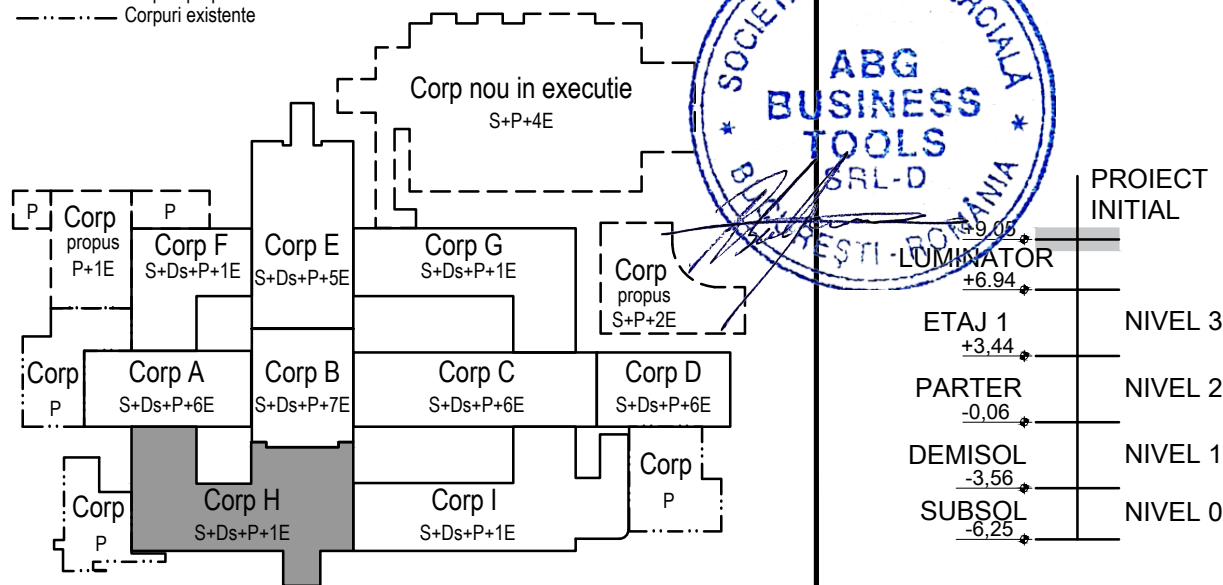 Corpuri existente
Corp nou in executie
S+P+4E
P
Corp
propus
P+1E
P
Corp F
S+Ds+P+1E
Corp E
S+Ds+P+5E
Corp G
S+Ds+P+1E
Corp
propus
S+P+2E
Corp
P
Corp A
S+Ds+P+6E
Corp B
S+Ds+P+7E
Corp C
S+Ds+P+6E
Corp D
S+Ds+P+6E
Corp
P
Corp H
S+Ds+P+1E
Corp I
S+Ds+P+1E
Corp
P
ABG
BUSINESS
TOOLS
SRL-D
ROMÂNIA
PROIECT
INITIAL
+9,05
LUMINATOR
+6.94
ETAJ 1
NIVEL 3
+3,44
PARTER
NIVEL 2
-0,06
DEMISOL
NIVEL 1
-3,56
SUBSOL
NIVEL 0
-6,25